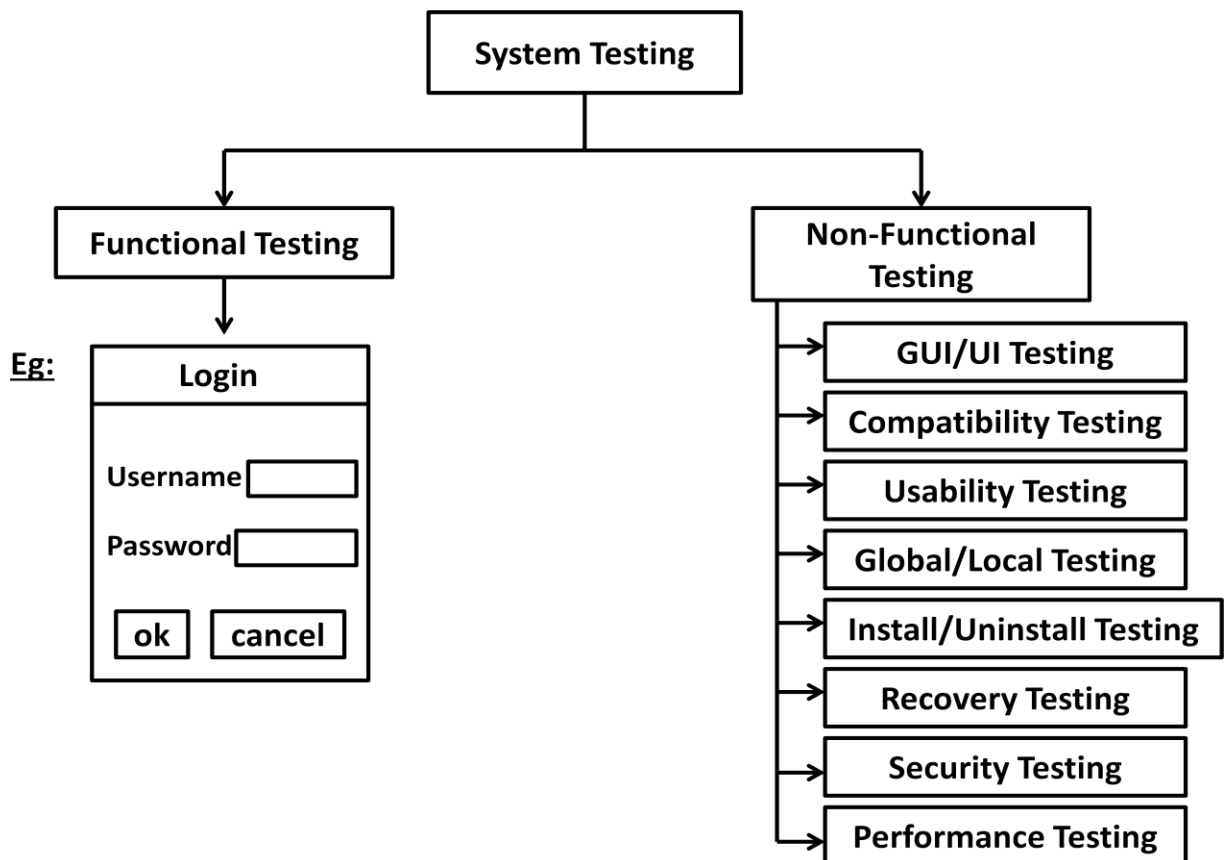 System Testing
Functional Testing
Non-Functional
Testing
Eg:
Login
Username
Password
ok cancel
GUI/UI Testing
Compatibility Testing
Usability Testing
Global/Local Testing
Install/Uninstall Testing
Recovery Testing
Security Testing
Performance Testing